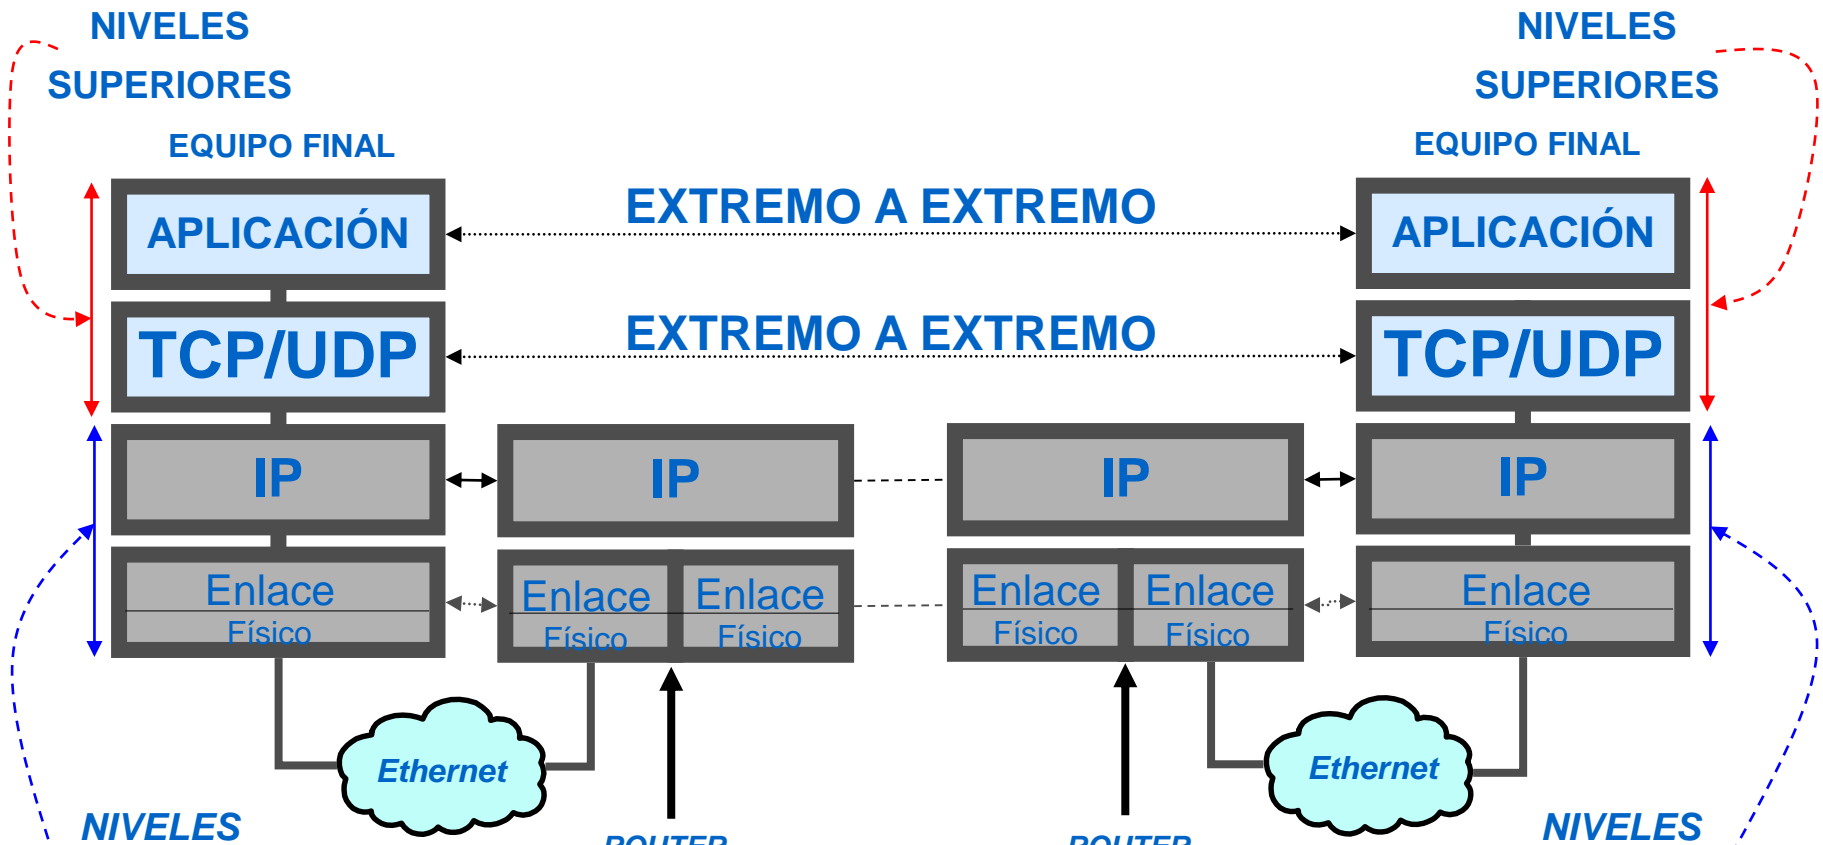 NIVELES
SUPERIORES
NIVELES
SUPERIORES
EQUIPO FINAL
EQUIPO FINAL
APLICACIÓN
EXTREMO A EXTREMO
APLICACIÓN
TCP/UDP
EXTREMO A EXTREMO
TCP/UDP
IP
IP
IP
IP
Enlace
Físico
Enlace
Físico
Enlace
Físico
Enlace
Físico
Enlace
Físico
Enlace
Físico
Ethernet
Ethernet
NIVELES
ROUTER
ROUTER
NIVELES